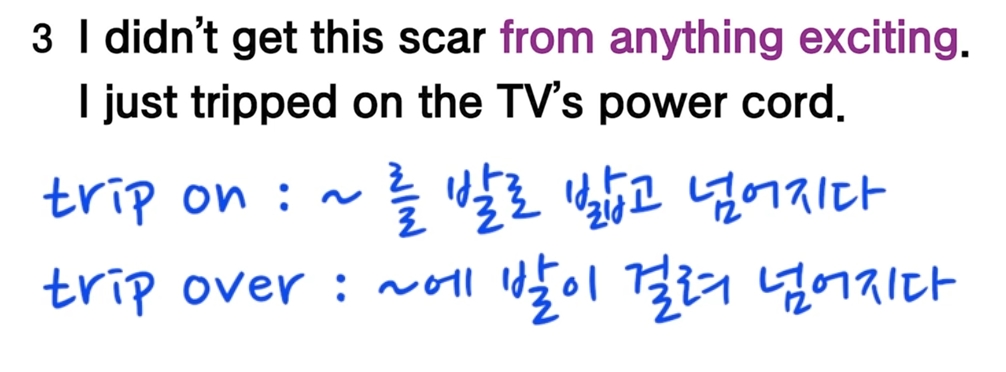 3 I didn't get this scar from anything exciting.
I just tripped on the TV's power cord.
trip on : ~ 를 발로 밟고 넘어지다
trip over : ~에 발이 걸려 넘어지다